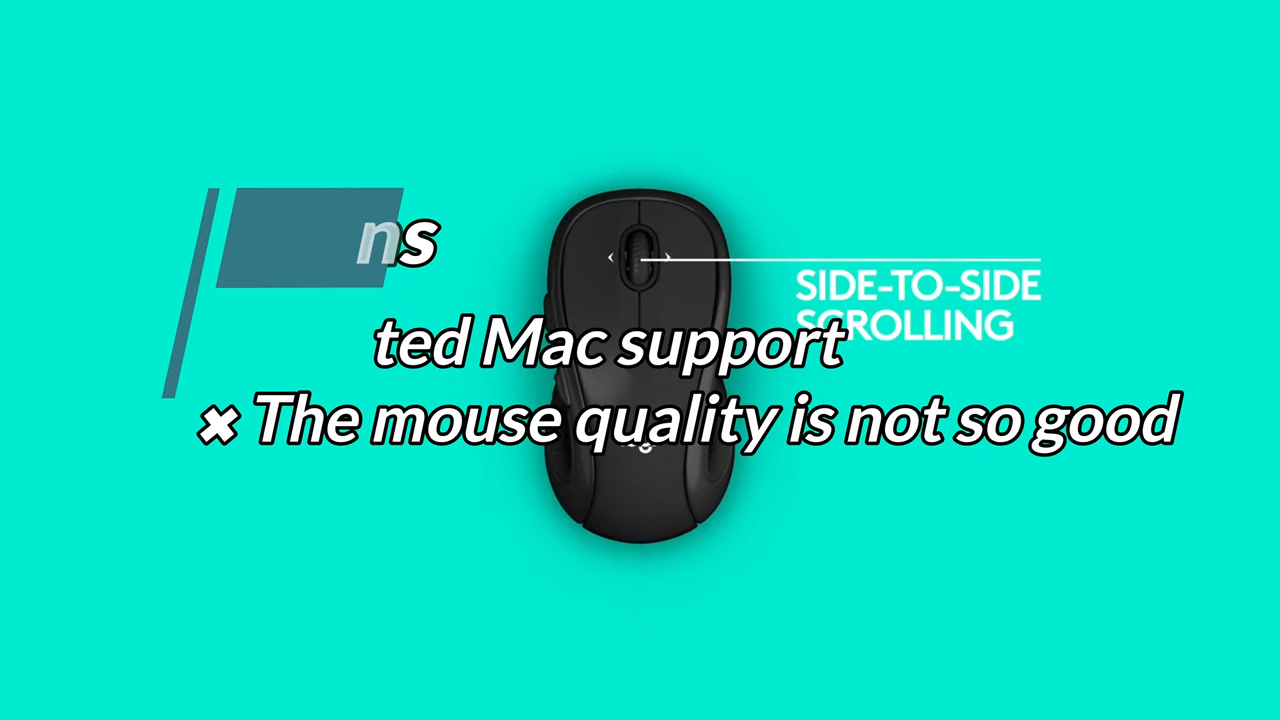 ns
SIDE-TO-SIDE
SCROLLING
ted Mac support
✖ The mouse quality is not so good